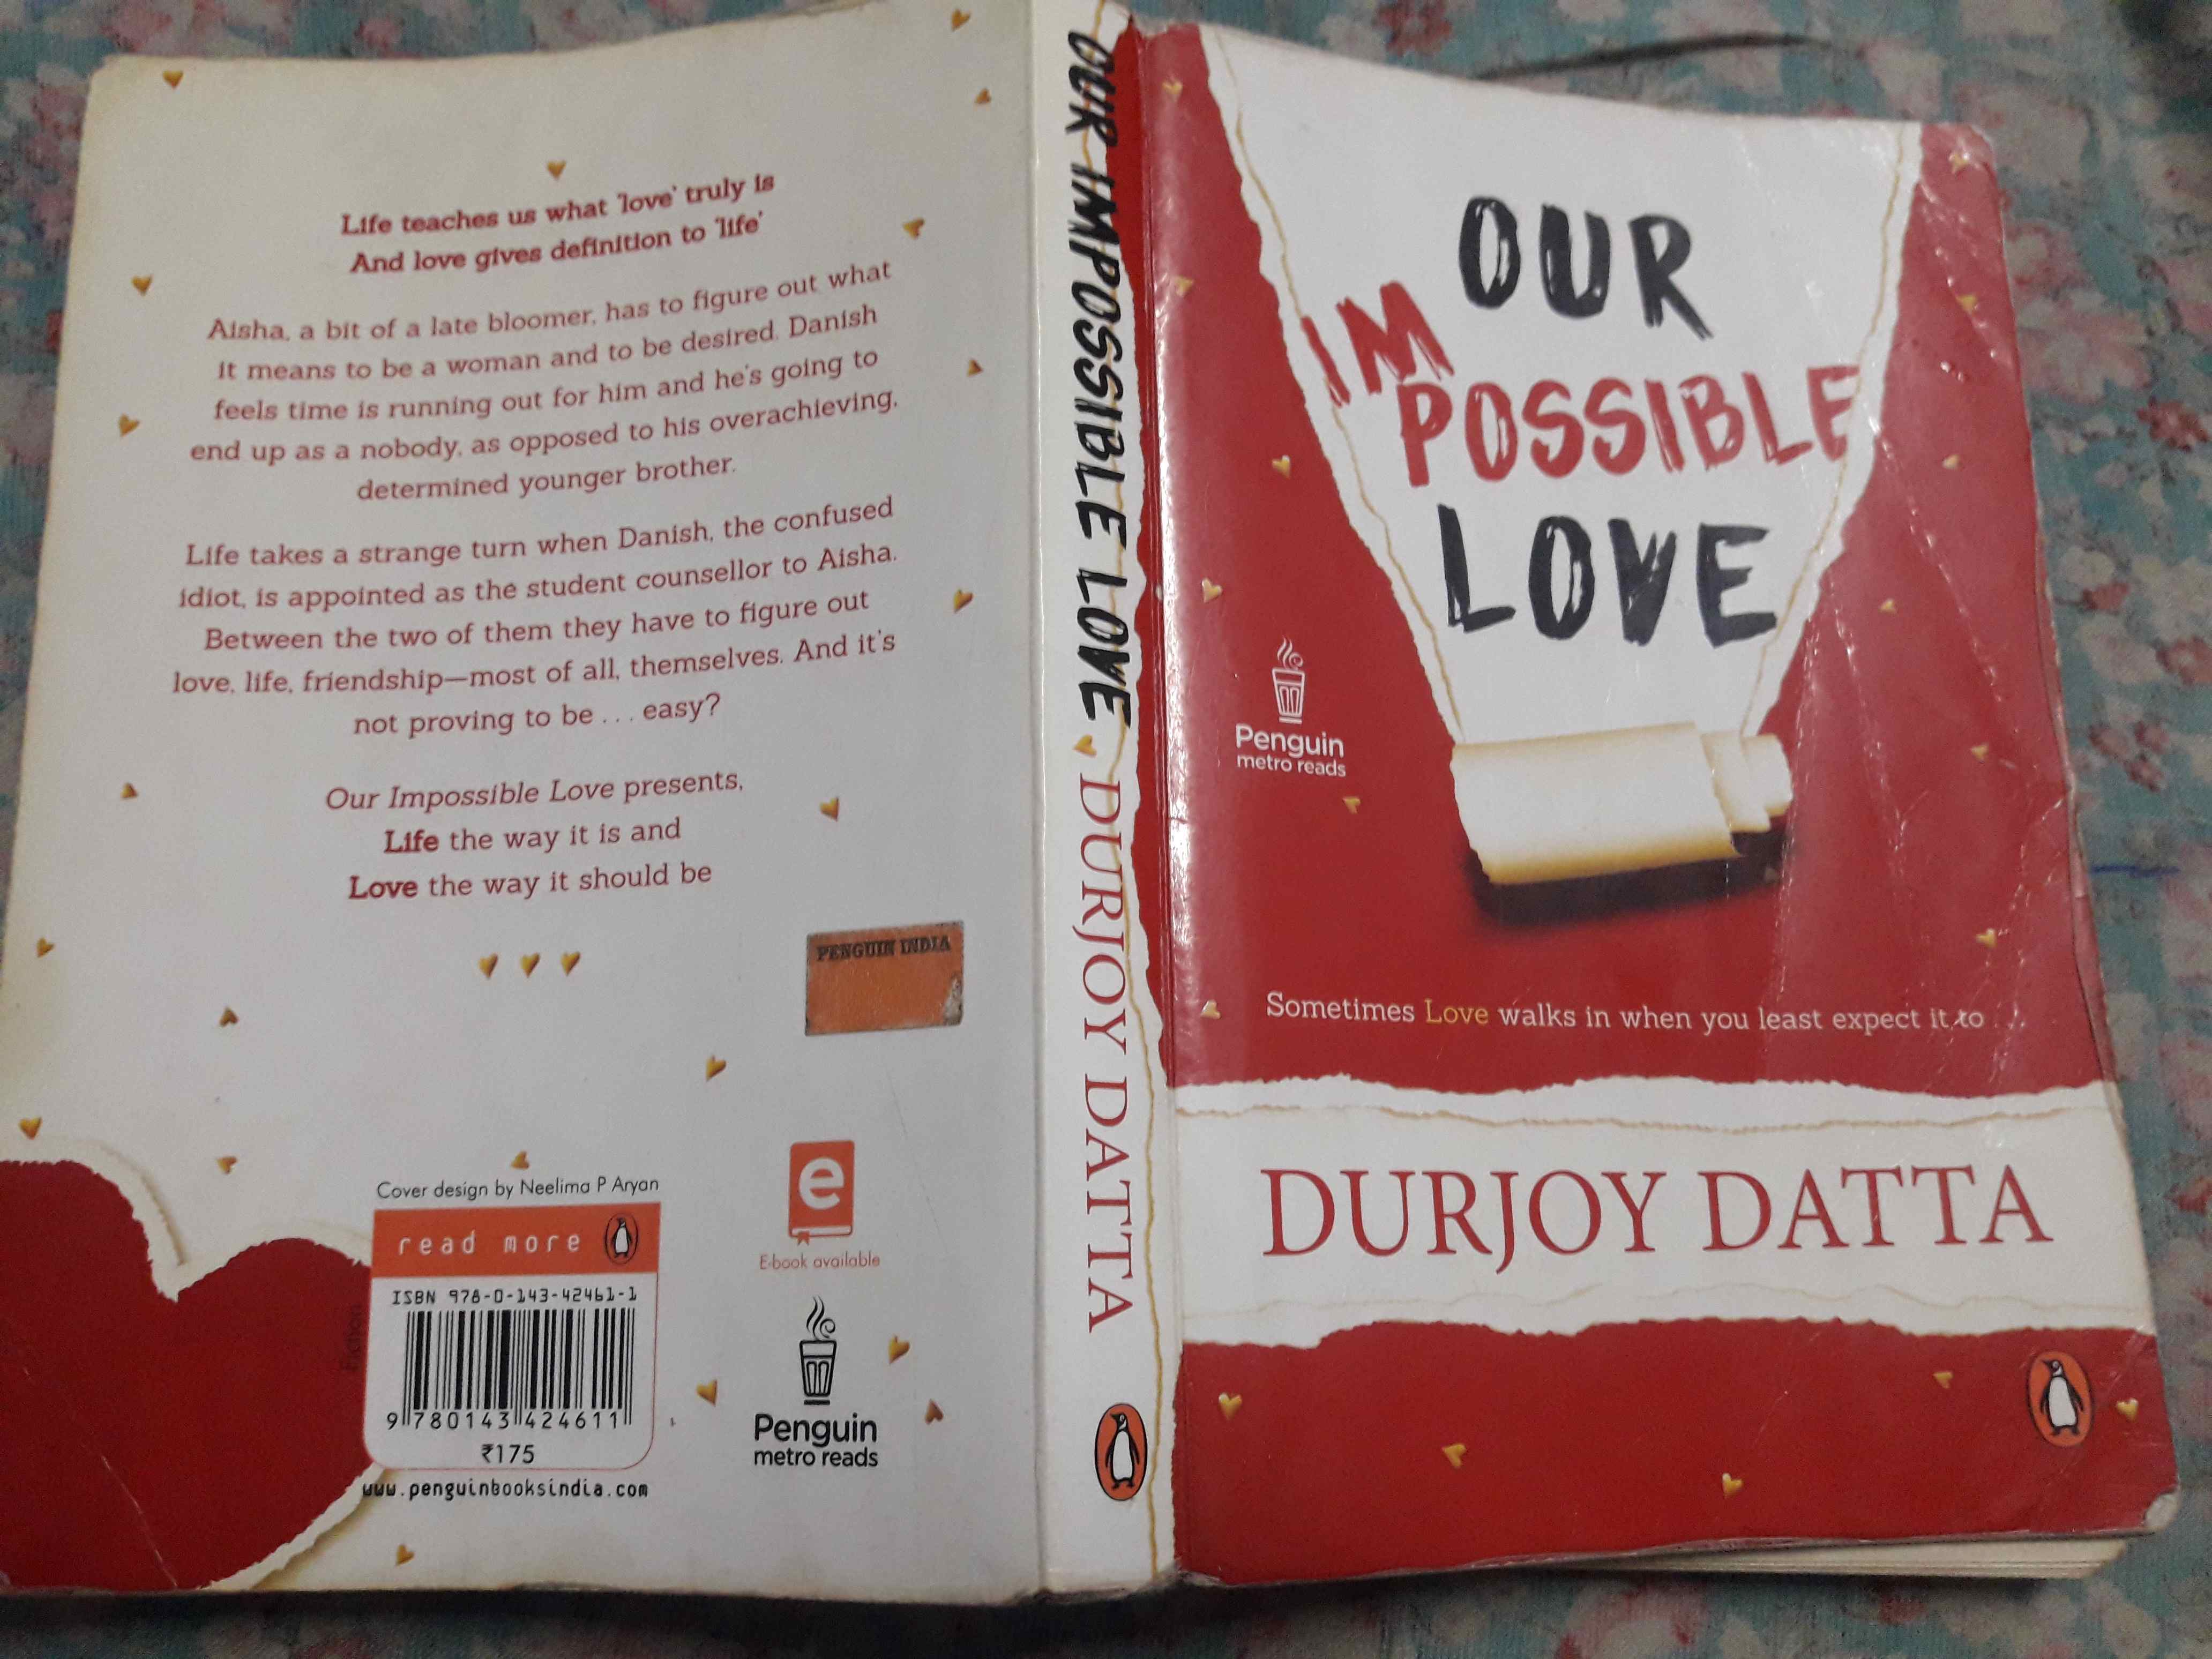 Life teaches us what 'love' truly is
And love gives definition to 'life'
Aisha, a bit of a late bloomer, has to figure out what
it means to be a woman and to be desired. Danish
feels time is running out for him and he's going to
end up as a nobody, as opposed to his overachieving,
determined younger brother.
Life takes a strange turn when Danish, the confused
idiot, is appointed as the student counsellor to Aisha.
Between the two of them they have to figure out
love, life, friendship—most of all, themselves. And it's
not proving to be . . . easy?
Our Impossible Love presents,
Life the way it is and
Love the way it should be
PENGUIN INDIA
Cover design by Neelima P Aryan
read more
ISBN 978-0-143-42461-1
Fiction
9 780143 424611
₹175
www.penguinbooksindia.com
e
E-book available
Penguin
metro reads
OUR IMPOSSIBLE LOVE DURJOY DATTA
OUR
IM
POSSIBLE
LOVE
Penguin
metro reads
Sometimes Love walks in when you least expect it to . . .
DURJOY DATTA